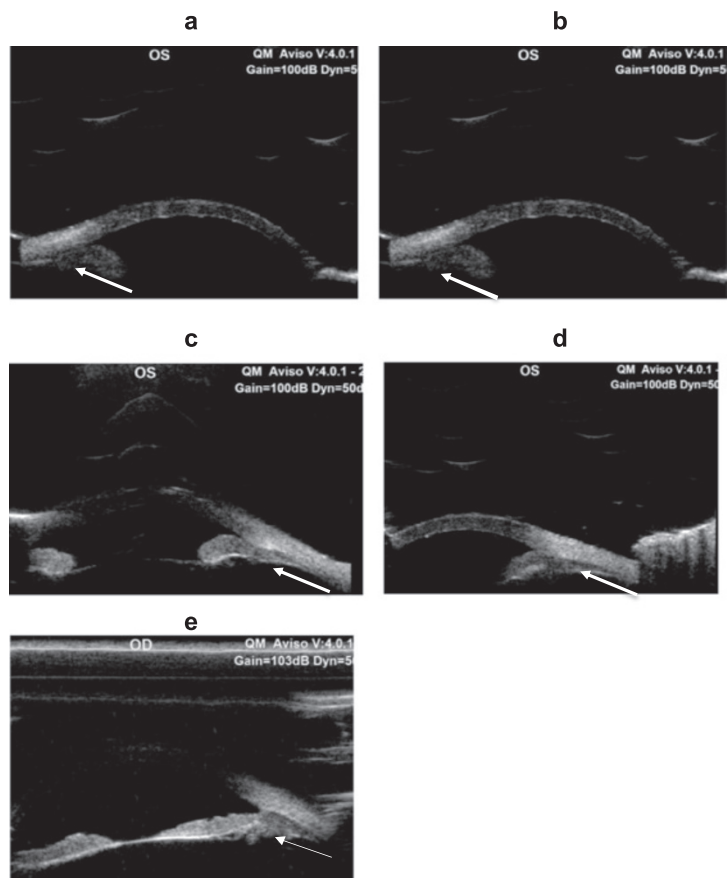 a
b
OS
QM Aviso V:4.0.1
Gain=100dB Dyn=5
OS
QM Aviso V:4.0.1
Gain=100dB Dyn=5
c
d
OS
QM Aviso V:4.0.1 - 2
Gain=100dB Dyn=50d
OS
QM Aviso V:4.0.1 -
Gain=100dB Dyn=50
e
OD
QM Aviso V:4.0.1
Gain=103dB Dyn=5